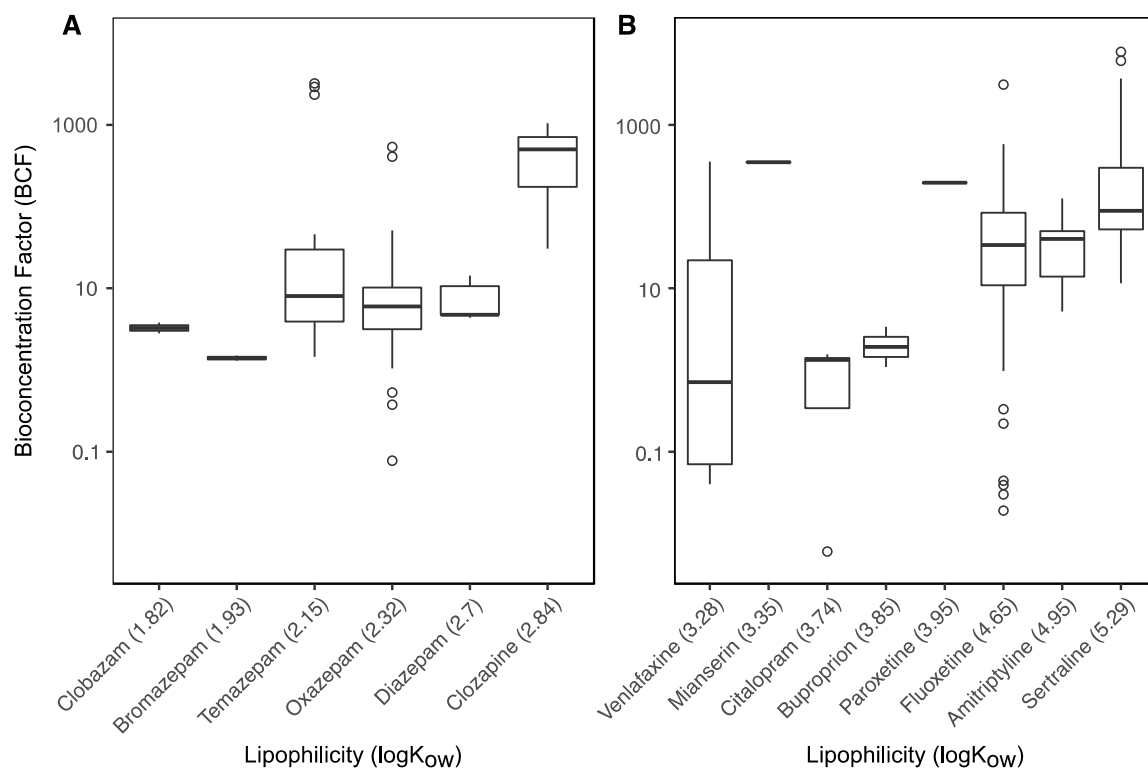 A
B
Bioconcentration Factor (BCF)
1000
10
0.1
1000
10
0.1
Clobazam (1.82)
Bromazepam (1.93)
Temazepam (2.15)
Oxazepam (2.32)
Diazepam (2.7)
Clozapine (2.84)
Venlafaxine (3.28)
Mianserin (3.35)
Citalopram (3.74)
Buproprion (3.85)
Paroxetine (3.95)
Fluoxetine (4.65)
Amitriptyline (4.95)
Sertraline (5.29)
Lipophilicity (logKow)
Lipophilicity (logKow)